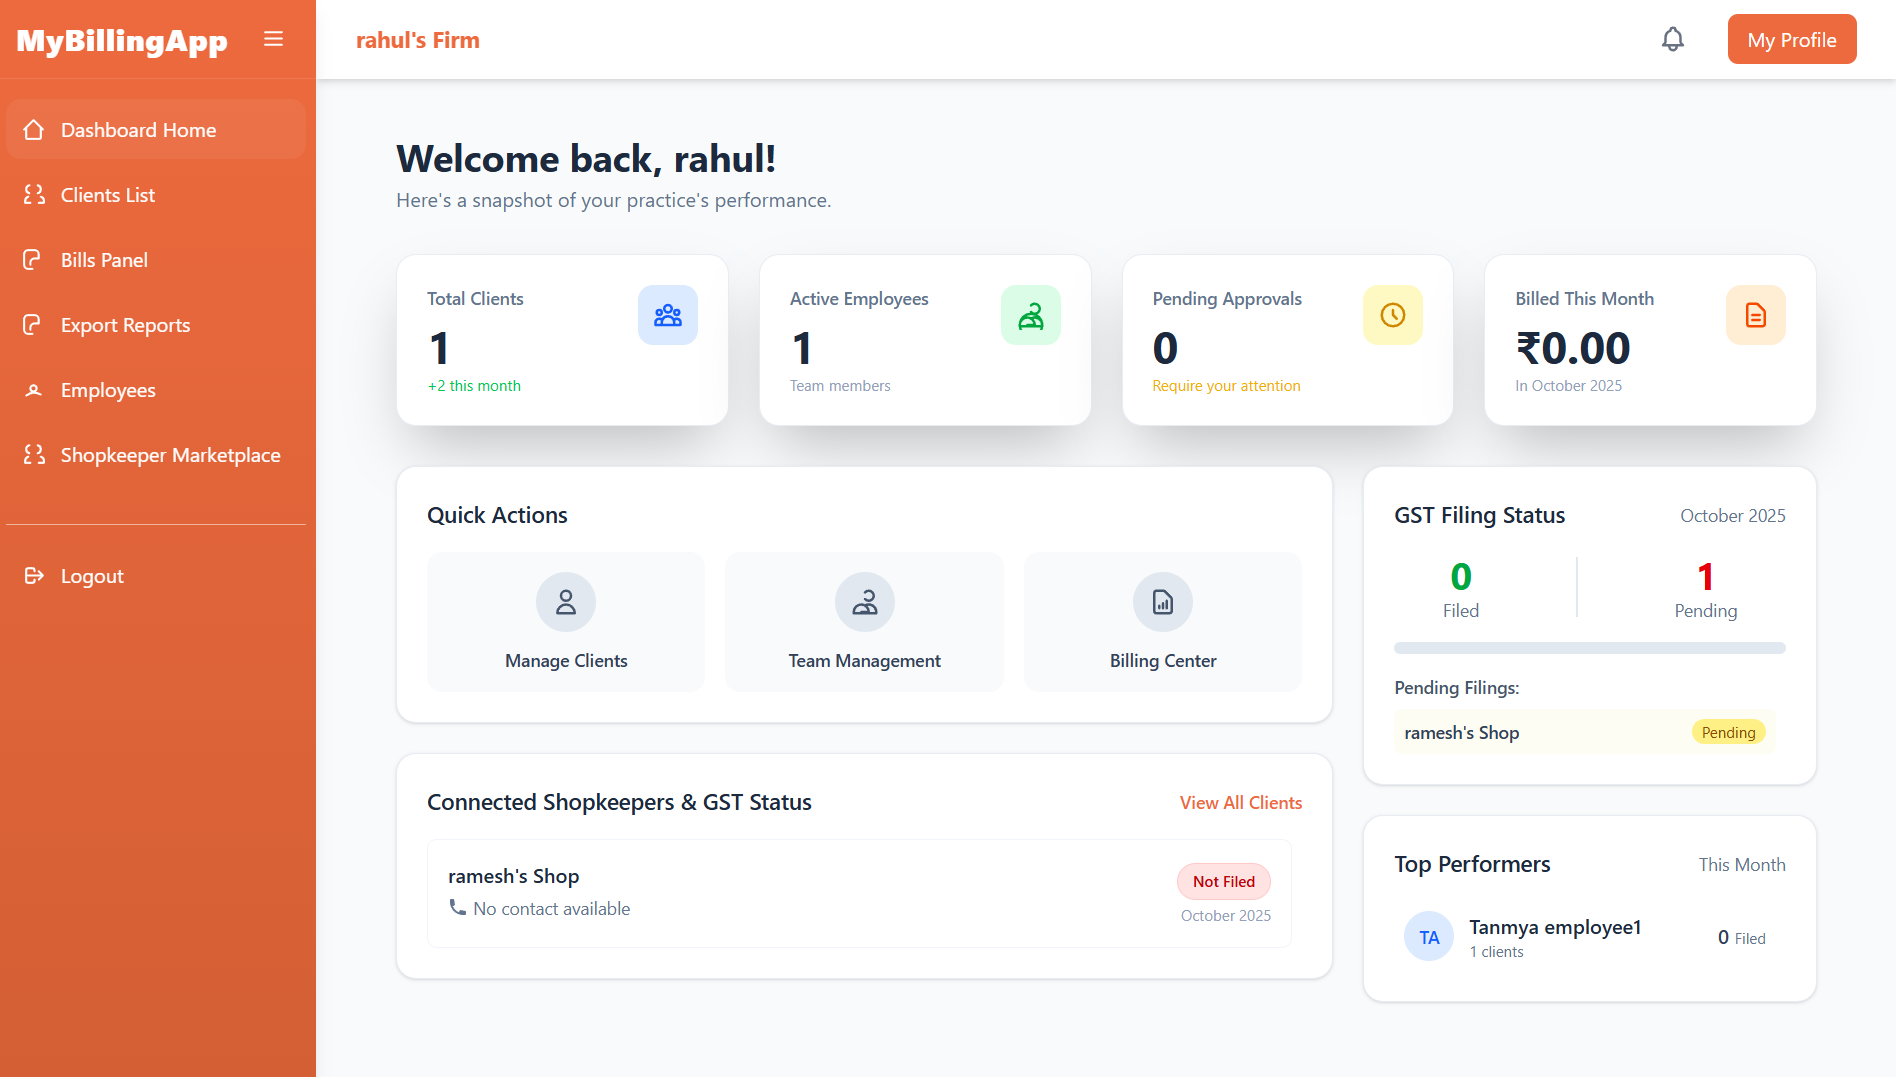 MyBillingApp
Dashboard Home
Clients List
Bills Panel
Export Reports
Employees
Shopkeeper Marketplace
Logout
rahul's Firm
My Profile
Welcome back, rahul!
Here's a snapshot of your practice's performance.
Total Clients
1
+2 this month
Active Employees
1
Team members
Pending Approvals
0
Require your attention
Billed This Month
₹0.00
In October 2025
Quick Actions
Manage Clients
Team Management
Billing Center
GST Filing Status
October 2025
0
Filed
1
Pending
Pending Filings:
ramesh's Shop
Pending
Connected Shopkeepers & GST Status
View All Clients
ramesh's Shop
No contact available
Not Filed
October 2025
Top Performers
This Month
TA
Tanmya employee1
1 clients
0 Filed